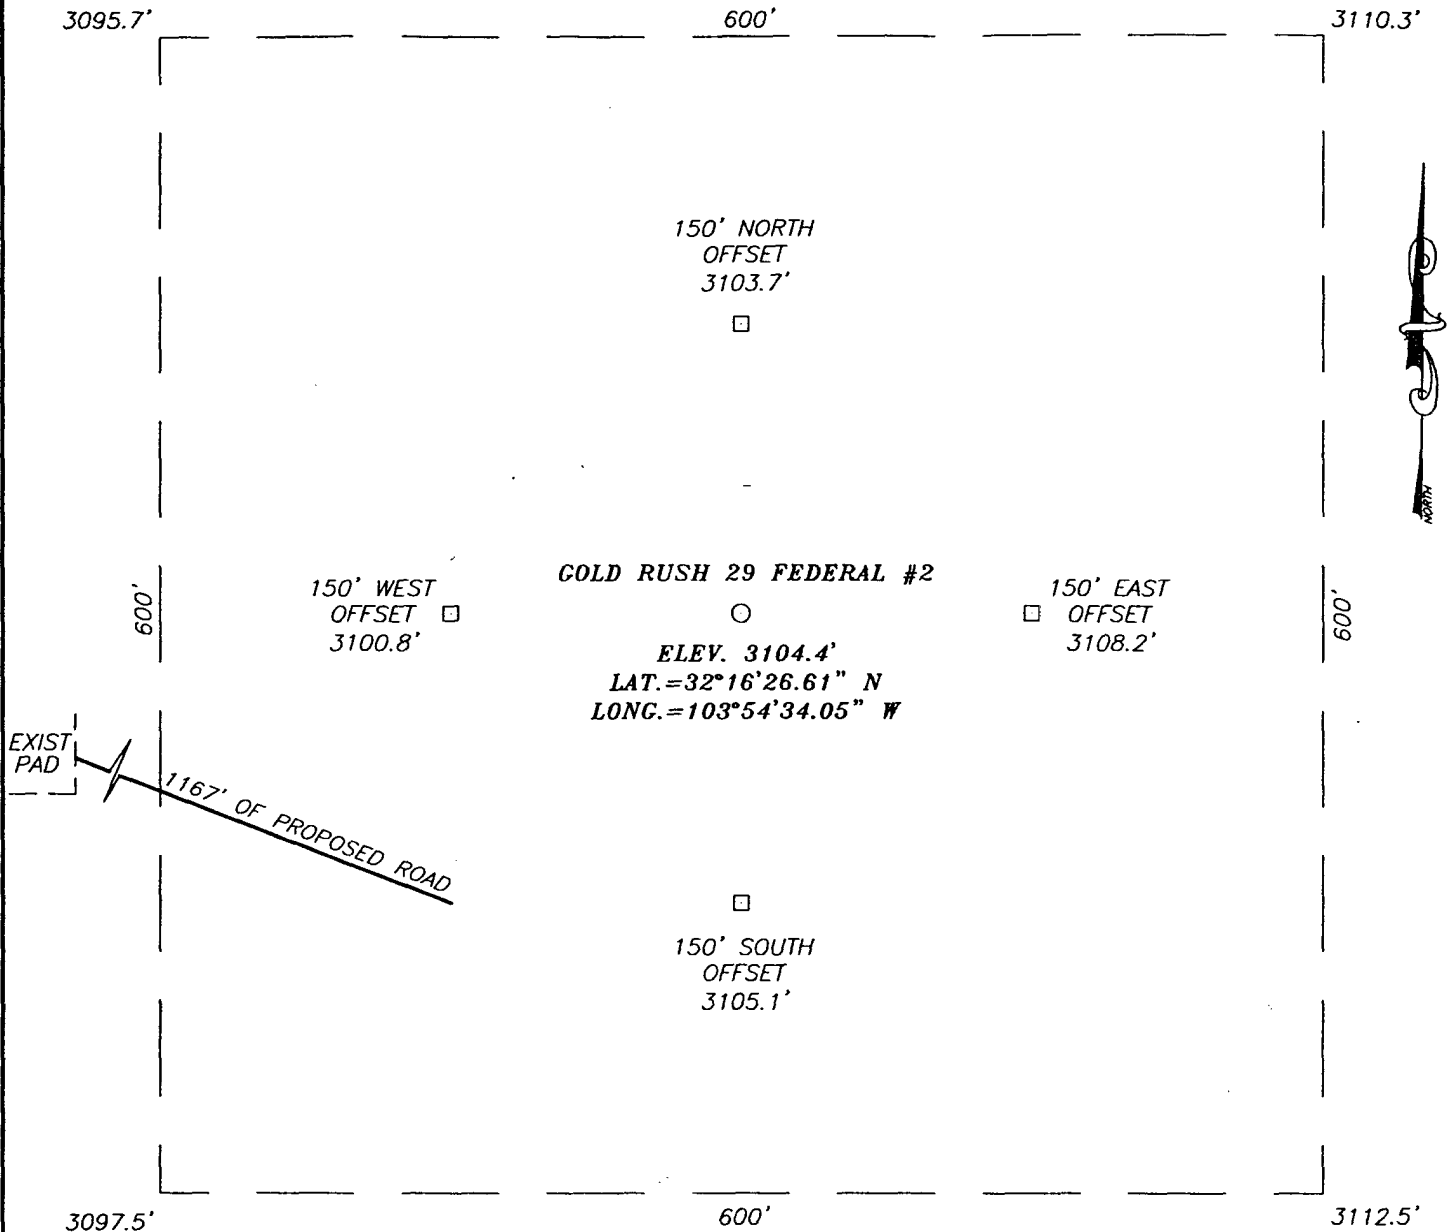 3095.7'
600'
3110.3'
150' NORTH
OFFSET
3103.7'
NORTH
GOLD RUSH 29 FEDERAL #2
150' WEST
OFFSET
3100.8'
150' EAST
OFFSET
3108.2'
600'
600'
ELEV. 3104.4'
LAT.=32°16'26.61" N
LONG.=103°54'34.05" W
EXIST
PAD
1167' OF PROPOSED ROAD
150' SOUTH
OFFSET
3105.1'
3097.5'
600'
3112.5'